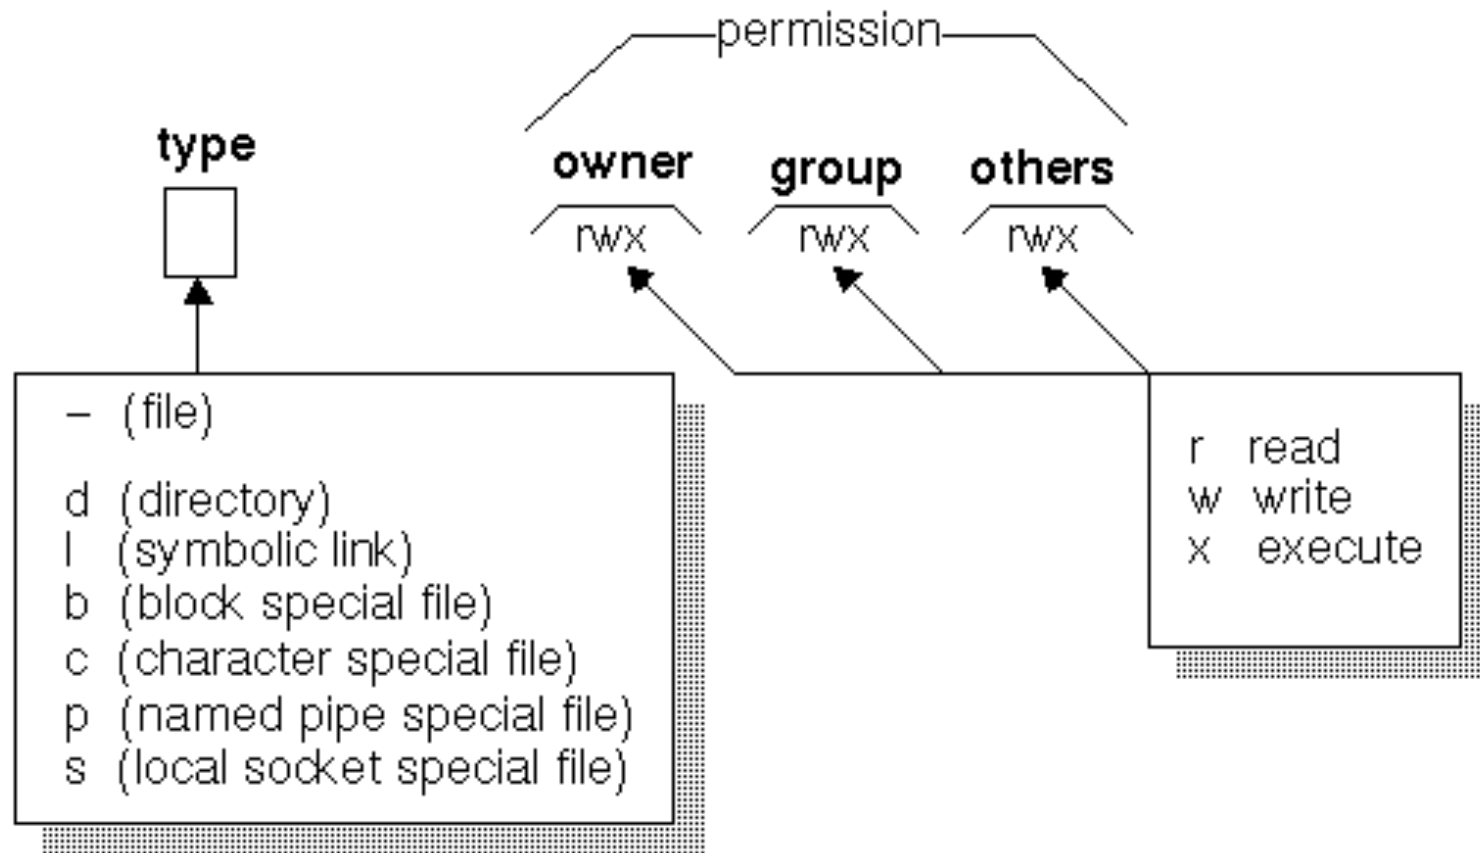 permission
type
owner group others
rwx rwx rwx
– (file)
d (directory)
l (symbolic link)
b (block special file)
c (character special file)
p (named pipe special file)
s (local socket special file)
r read
w write
x execute